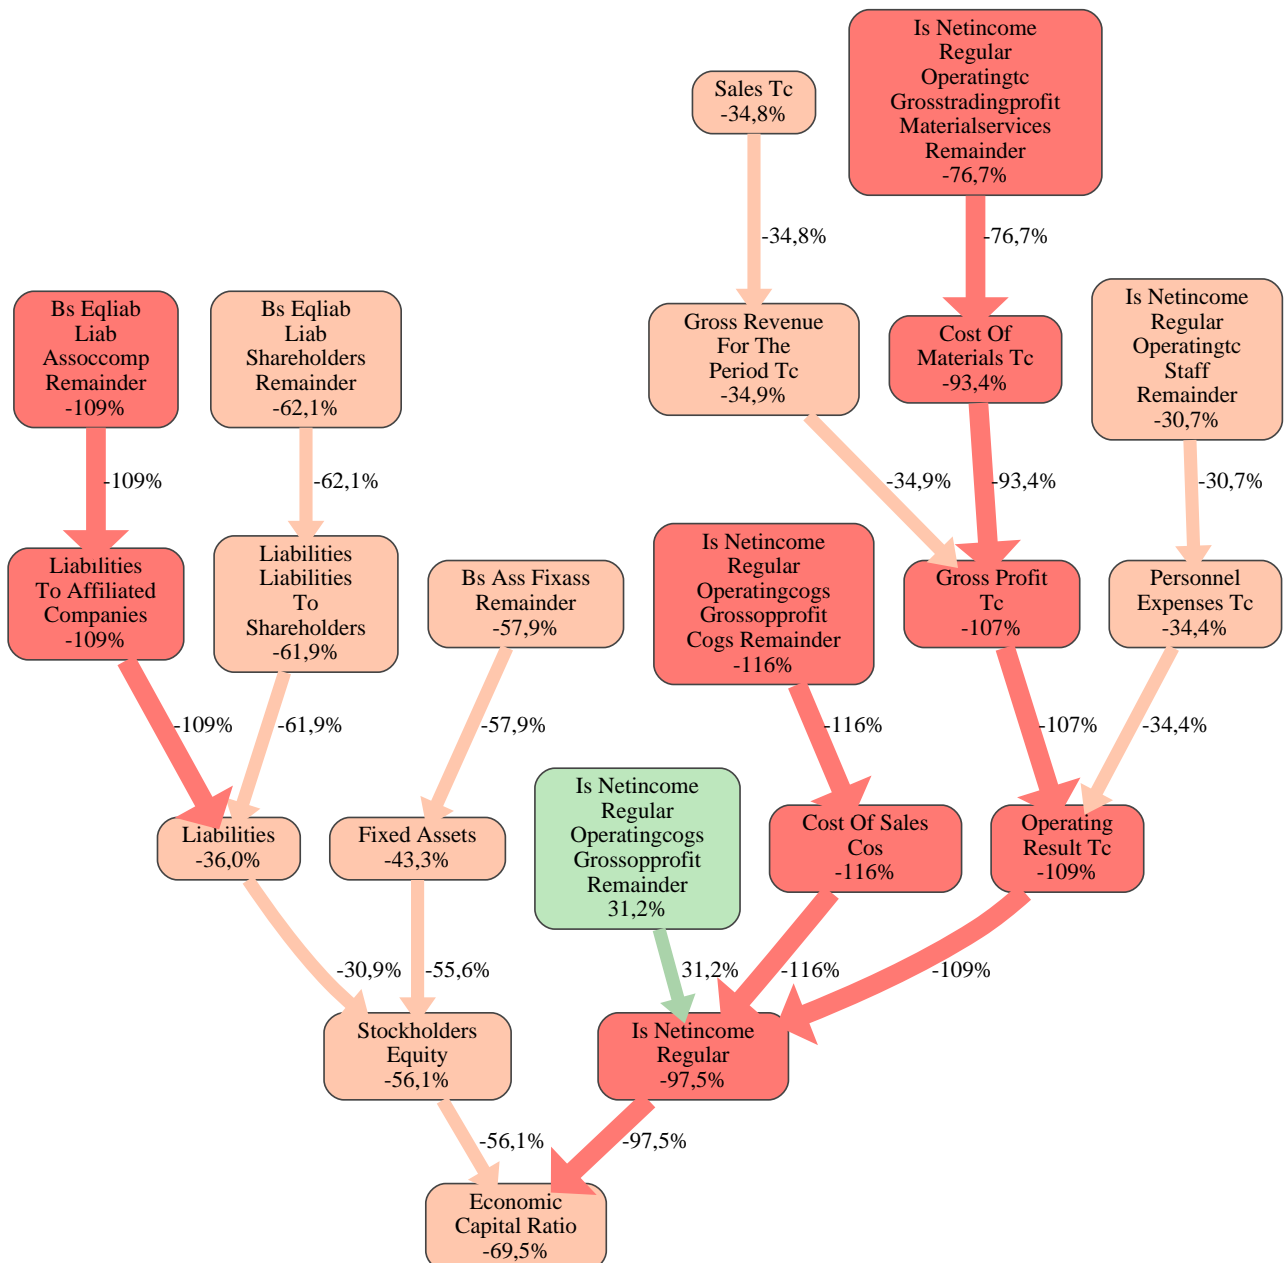 Is Netincome
Regular
Operatingtc
Grosstradingprofit
Materialservices
Remainder
-76,7%
Sales Tc
-34,8%
-34,8%
-76,7%
Bs Eqliab
Liab
Assoccomp
Remainder
-109%
Bs Eqliab
Liab
Shareholders
Remainder
-62,1%
Gross Revenue
For The
Period Tc
-34,9%
Cost Of
Materials Tc
-93,4%
Is Netincome
Regular
Operatingtc
Staff
Remainder
-30,7%
-109%
-62,1%
-34,9%
-93,4%
-30,7%
Liabilities
To Affiliated
Companies
-109%
Liabilities
Liabilities
To
Shareholders
-61,9%
Bs Ass Fixass
Remainder
-57,9%
Is Netincome
Regular
Operatingcogs
Grossopprofit
Cogs Remainder
-116%
Gross Profit
Tc
-107%
Personnel
Expenses Tc
-34,4%
-109%
-61,9%
-57,9%
-116%
-107%
-34,4%
Liabilities
-36,0%
Fixed Assets
-43,3%
Is Netincome
Regular
Operatingcogs
Grossopprofit
Remainder
31,2%
Cost Of Sales
Cos
-116%
Operating
Result Tc
-109%
-30,9%
-55,6%
31,2%
-116%
-109%
Stockholders
Equity
-56,1%
Is Netincome
Regular
-97,5%
-56,1%
-97,5%
Economic
Capital Ratio
-69,5%